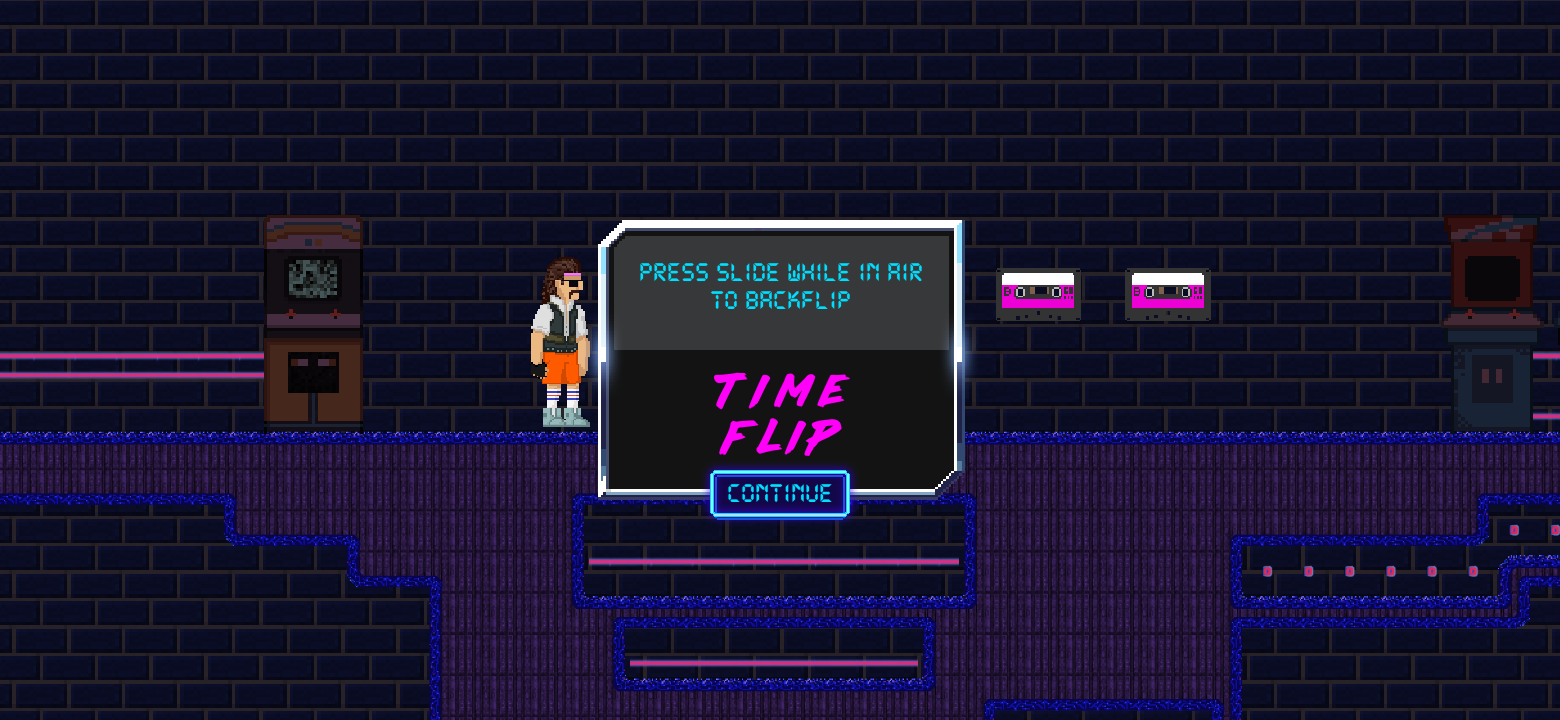 PRESS SLIDE WHILE IN AIR
TO BACKFLIP
TIME
FLIP
CONTINUE